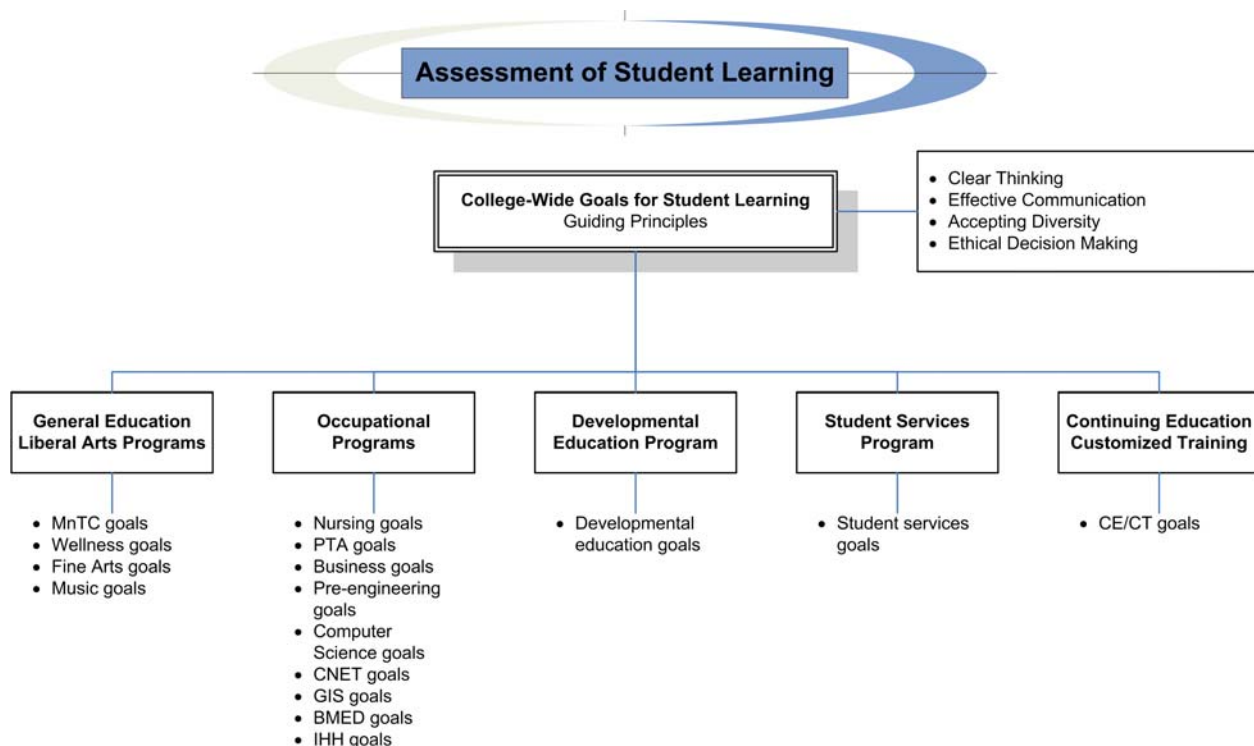 Assessment of Student Learning
College-Wide Goals for Student Learning
Guiding Principles
• Clear Thinking
• Effective Communication
• Accepting Diversity
• Ethical Decision Making
General Education
Liberal Arts Programs
• MnTC goals
• Wellness goals
• Fine Arts goals
• Music goals
Occupational
Programs
• Nursing goals
• PTA goals
• Business goals
• Pre-engineering
goals
• Computer
Science goals
• CNET goals
• GIS goals
• BMED goals
• IHH goals
Developmental
Education Program
• Developmental
education goals
Student Services
Program
• Student services
goals
Continuing Education
Customized Training
• CE/CT goals